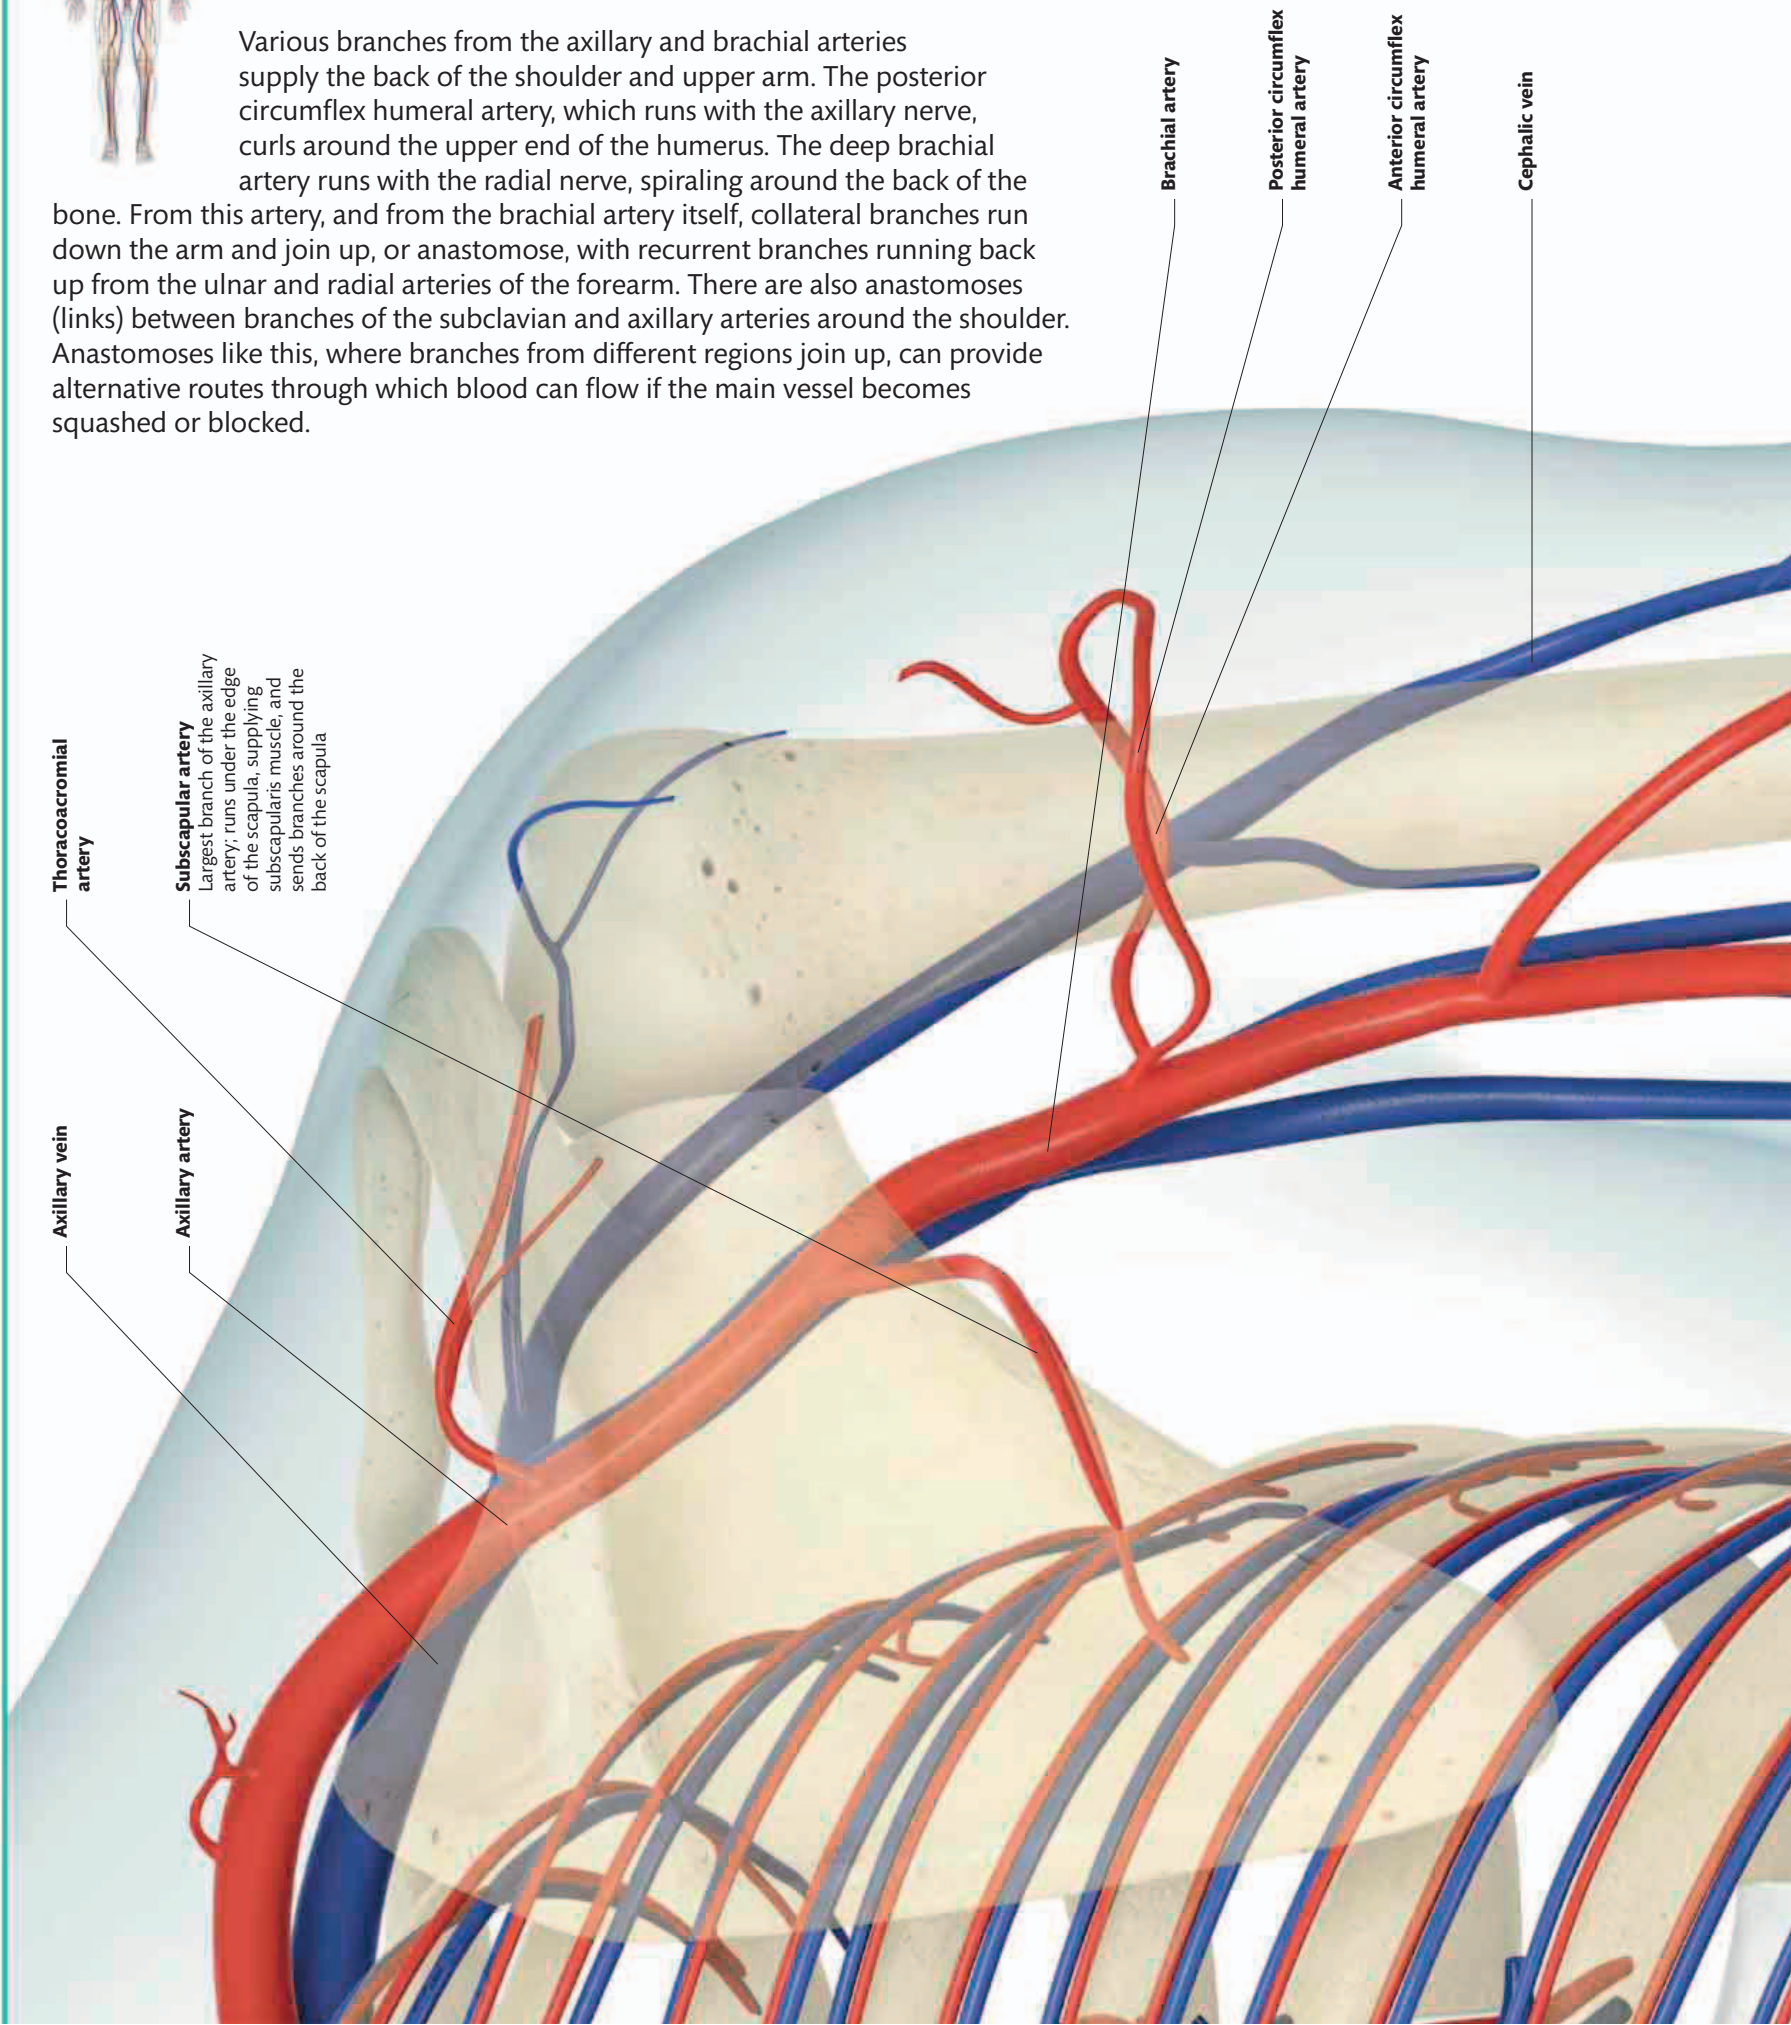 Various branches from the axillary and brachial arteries
supply the back of the shoulder and upper arm. The posterior
circumflex humeral artery, which runs with the axillary nerve,
curls around the upper end of the humerus. The deep brachial
artery runs with the radial nerve, spiraling around the back of the
bone. From this artery, and from the brachial artery itself, collateral branches run
down the arm and join up, or anastomose, with recurrent branches running back
up from the ulnar and radial arteries of the forearm. There are also anastomoses
(links) between branches of the subclavian and axillary arteries around the shoulder.
Anastomoses like this, where branches from different regions join up, can provide
alternative routes through which blood can flow if the main vessel becomes
squashed or blocked.
Brachial artery
Posterior circumflex
humeral artery
Anterior circumflex
humeral artery
Cephalic vein
Thoracoacromial
artery
Subscapular artery
Largest branch of the axillary
artery; runs under the edge
of the scapula, supplying
subscapularis muscle, and
sends branches around the
back of the scapula
Axillary vein
Axillary artery